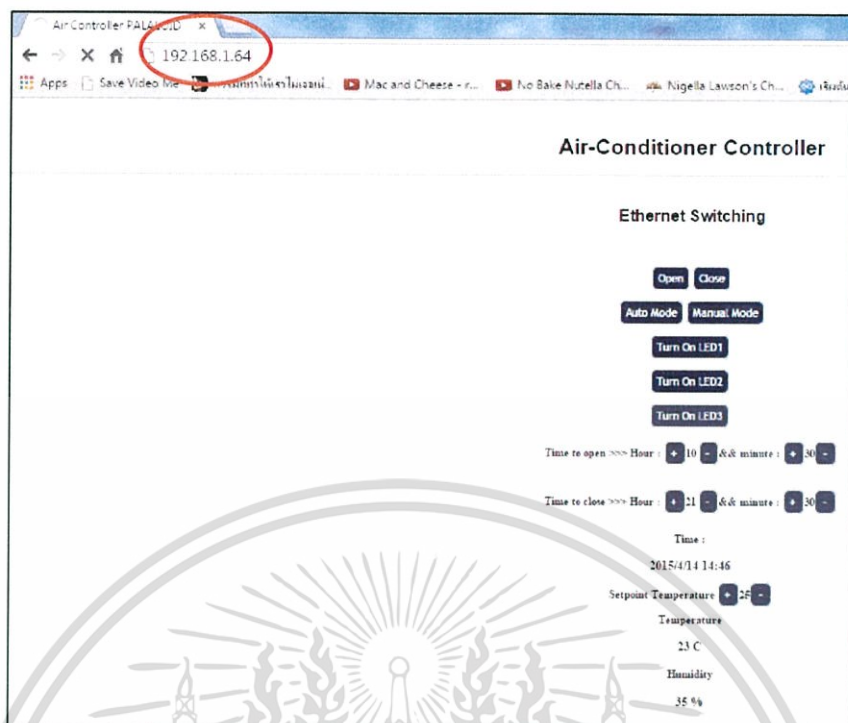 Air Controller PALA
192.168.1.64
Apps Save Video Me Mac and Cheese - r... No Bake Nutella Ch... Nigella Lawson's Ch...
Air-Conditioner Controller
Ethernet Switching
Open Close
Auto Mode Manual Mode
Turn On LED1
Turn On LED2
Turn On LED3
Time to open >>> Hour : + 10 - && minute : + 30 -
Time to close >>> Hour : + 21 - && minute : + 30 -
Time :
2015/4/14 14:46
Setpoint Temperature + 25 -
Temperature
23 C
Humidity
35 %